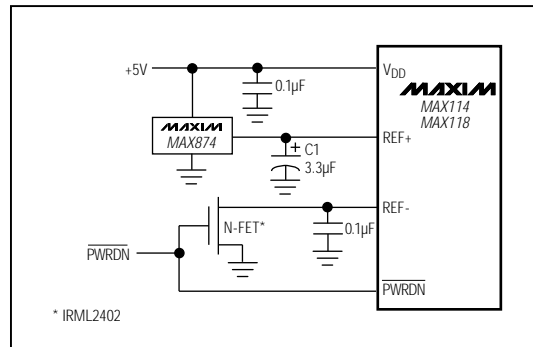 +5V
0.1µF
VDD
MAXIM
MAX114
MAX118
MAXIM
MAX874
REF+
+
C1
3.3µF
REF-
N-FET*
0.1µF
PWRDN
PWRDN
* IRML2402